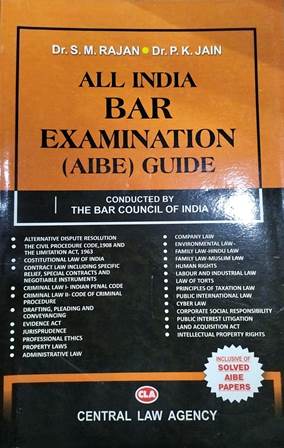 Dr. S. M. RAJAN • Dr. P. K. JAIN
ALL INDIA
BAR
EXAMINATION
(AIBE) GUIDE
CONDUCTED BY
THE BAR COUNCIL OF INDIA
• ALTERNATIVE DISPUTE RESOLUTION
• THE CIVIL PROCEDURE CODE,1908 AND
THE LIMITATION ACT, 1963
• COSTITUTIONAL LAW OF INDIA
• CONTRACT LAW INCLUDING SPECIFIC
RELIEF, SPECIAL CONTRACTS AND
NEGOTIABLE INSTRUMENTS
• CRIMINAL LAW I- INDIAN PENAL CODE
• CRIMINAL LAW II- CODE OF CRIMINAL
PROCEDURE
• DRAFTING, PLEADING AND
CONVEYANCING
• EVIDENCE ACT
• JURISPRUDENCE
• PROFESSIONAL ETHICS
• PROPERTY LAWS
• ADMINISTRATIVE LAW
• COMPANY LAW
• ENVIRONMENTAL LAW-
• FAMILY LAW-HINDU LAW
• FAMILY LAW-MUSLIM LAW
• HUMAN RIGHTS
• LABOUR AND INDUSTRIAL LAW
• LAW OF TORTS
• PRINCIPLES OF TAXATION LAW
• PUBLIC INTERNATIONAL LAW
• CYBER LAW
• CORPORATE SOCIAL RESPONSIBILITY
• PUBLIC INTEREST LITIGATION
• LAND ACQUISITION ACT
• INTELLECTUAL PROPERTY RIGHTS
INCLUSIVE OF
SOLVED
AIBE
PAPERS
CLA
CENTRAL LAW AGENCY